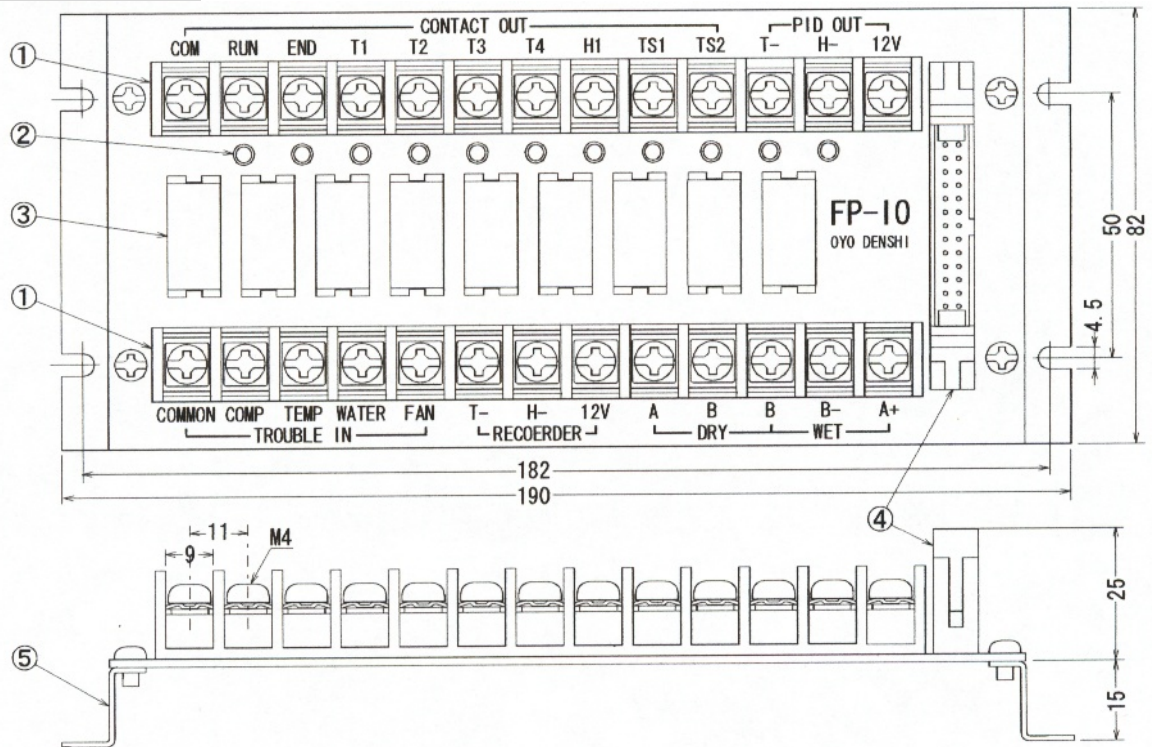 CONTACT OUT PID OUT
COM RUN END T1 T2 T3 T4 H1 TS1 TS2 T- H- 12V
①
②
③
FP-IO
OYO DENSHI
50
82
①
4.5
COMMON COMP TEMP WATER FAN T- H- 12V A B B B- A+
TROUBLE IN RECOERDER DRY WET
182
190
④
11
9
M4
25
⑤
15